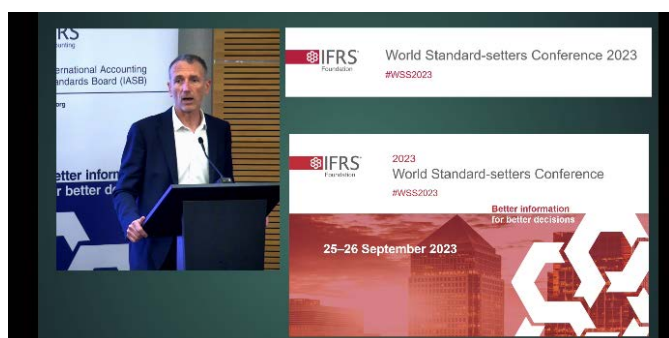 RS
ounting
ernational Accounting
andards Board (IASB)
org
etter inform
r better de
IFRS
Foundation
World Standard-setters Conference 2023
#WSS2023
IFRS
Foundation
2023
World Standard-setters Conference
#WSS2023
Better information
for better decisions
25–26 September 2023